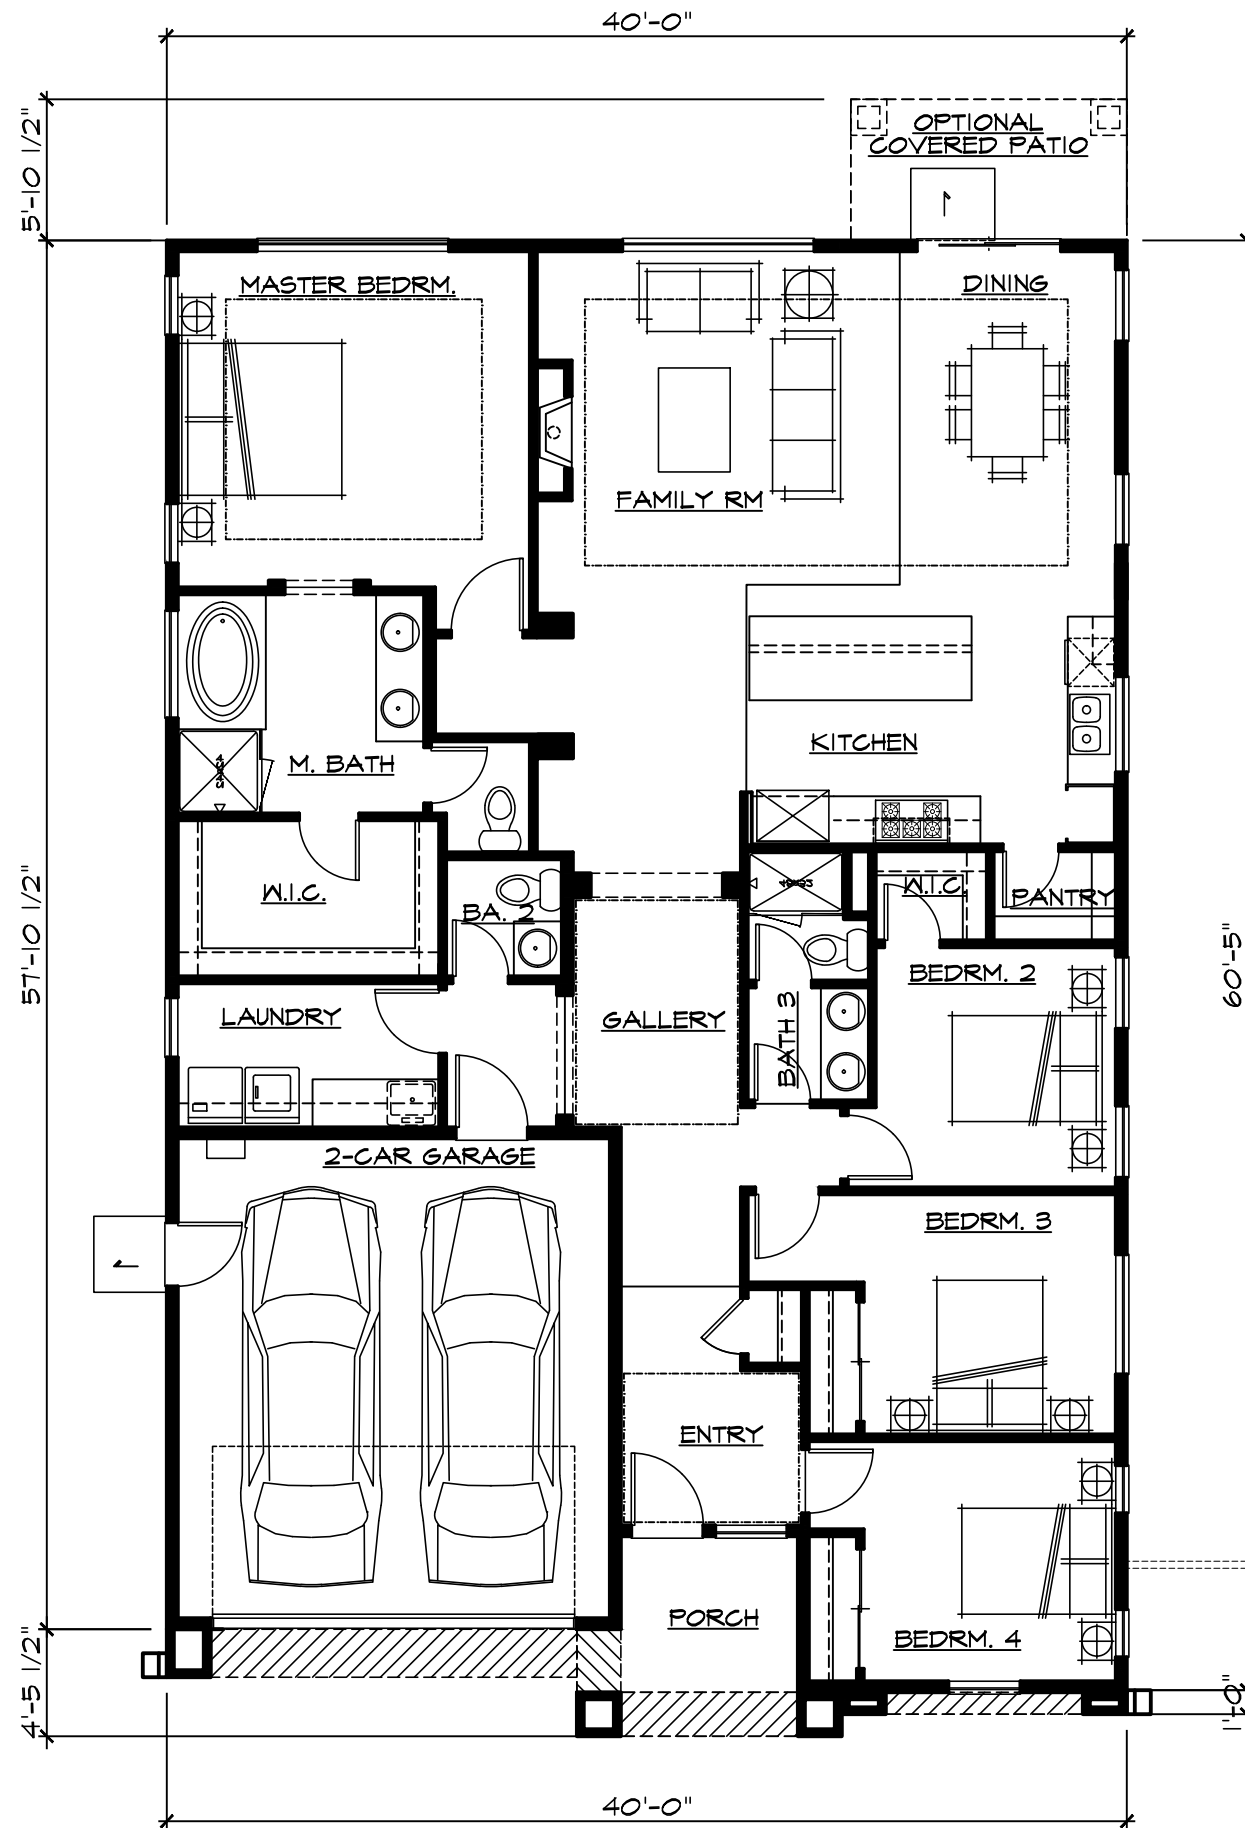 40'-0"
5'-10 1/2"
OPTIONAL
COVERED PATIO
1
MASTER BEDRM.
DINING
FAMILY RM
KITCHEN
M. BATH
W.I.C.
BA. 2
W.I.C.
PANTRY
57'-10 1/2"
60'-5"
BEDRM. 2
LAUNDRY
GALLERY
BATH 3
2-CAR GARAGE
BEDRM. 3
1
ENTRY
PORCH
BEDRM. 4
4'-5 1/2"
1'-0"
40'-0"